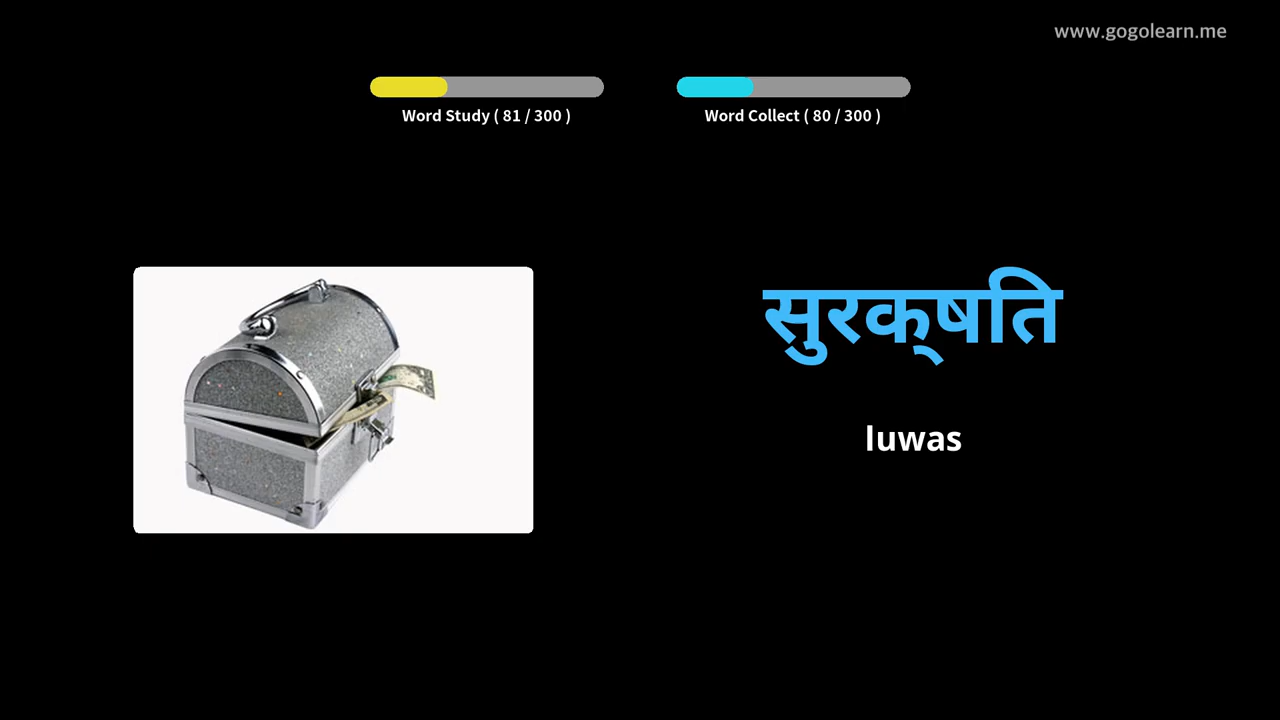 www.gogolearn.me
Word Study ( 81 / 300 )
Word Collect ( 80 / 300 )
सुरक्‌षति
luwas